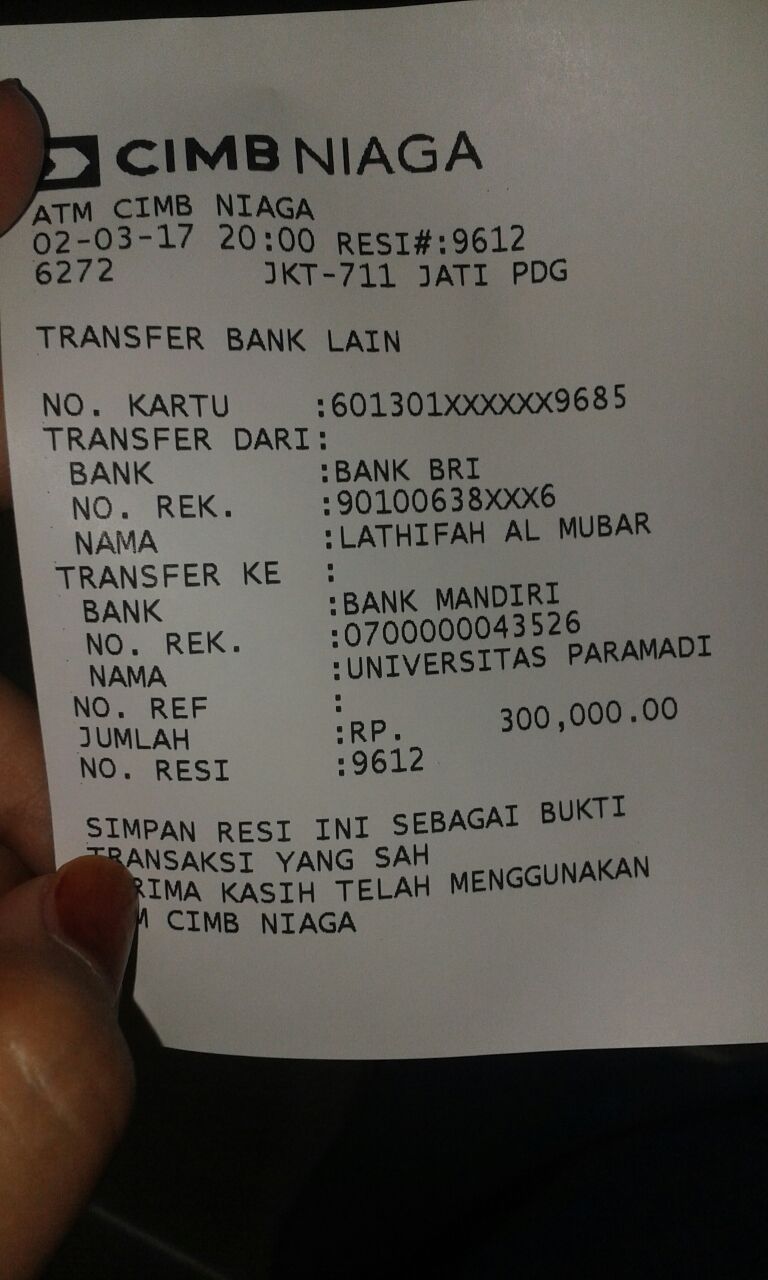 CIMB NIAGA
ATM CIMB NIAGA
02-03-17 20:00 RESI#:9612
6272 JKT-711 JATI PDG
TRANSFER BANK LAIN
NO. KARTU :601301XXXXXX9685
TRANSFER DARI:
BANK :BANK BRI
NO. REK. :90100638XXX6
NAMA :LATHIFAH AL MUBAR
TRANSFER KE :
BANK :BANK MANDIRI
NO. REK. :0700000043526
NAMA :UNIVERSITAS PARAMADI
NO. REF :
JUMLAH :RP. 300,000.00
NO. RESI :9612
SIMPAN RESI INI SEBAGAI BUKTI
TRANSAKSI YANG SAH
RIMA KASIH TELAH MENGGUNAKAN
M CIMB NIAGA